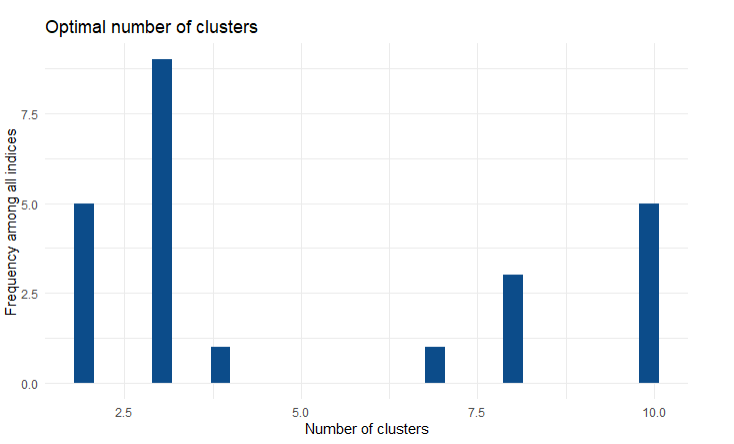 Optimal number of clusters
Frequency among all indices
7.5
5.0
2.5
0.0
2.5
5.0
7.5
10.0
Number of clusters